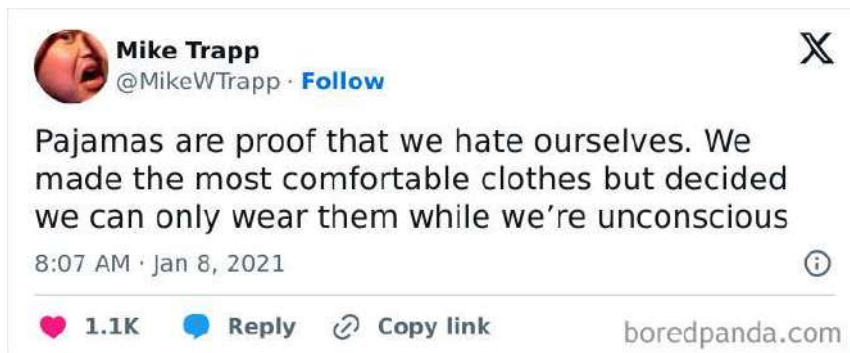 Mike Trapp
@MikeWTrapp · Follow
Pajamas are proof that we hate ourselves. We
made the most comfortable clothes but decided
we can only wear them while we’re unconscious
8:07 AM · Jan 8, 2021
1.1K Reply Copy link
boredpanda.com